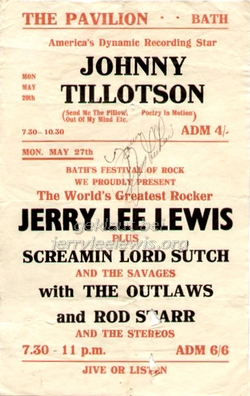 THE PAVILION - BATH
America's Dynamic Recording Star
MON
MAY
20th
JOHNNY
TILLOTSON
(Send Me The Pillow, Poetry in Motion)
Out Of My Mind Etc.
7.30 - 10.30 ADM 4/-
MON. MAY 27th
BATH'S FESTIVAL OF ROCK
WE PROUDLY PRESENT
The World's Greatest Rocker
JERRY LEE LEWIS
jerryleelewis.org
PLUS
SCREAMIN LORD SUTCH
AND THE SAVAGES
with THE OUTLAWS
and ROD STARR
AND THE STEREOS
7.30 - 11 p.m. ADM 6/6
JIVE OR LISTEN